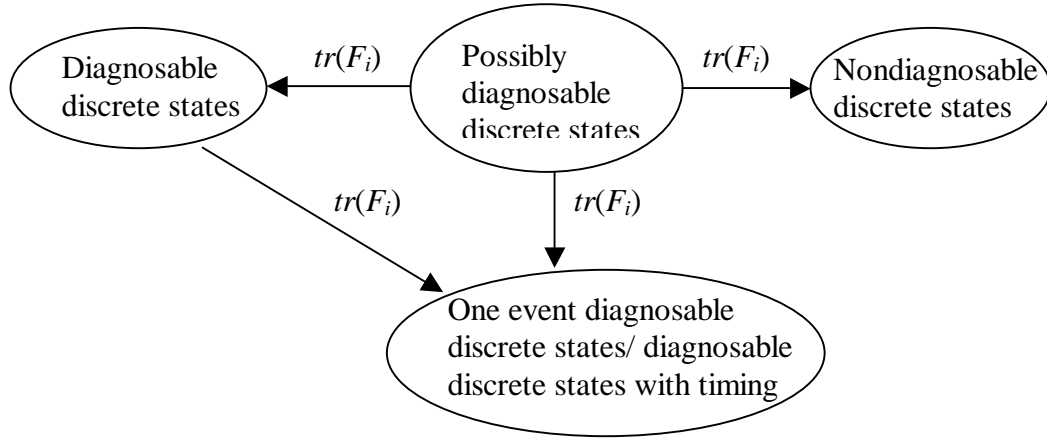 Diagnosable
discrete states
tr(Fi)
Possibly
diagnosable
discrete states
tr(Fi)
Nondiagnosable
discrete states
tr(Fi)
tr(Fi)
One event diagnosable
discrete states/ diagnosable
discrete states with timing